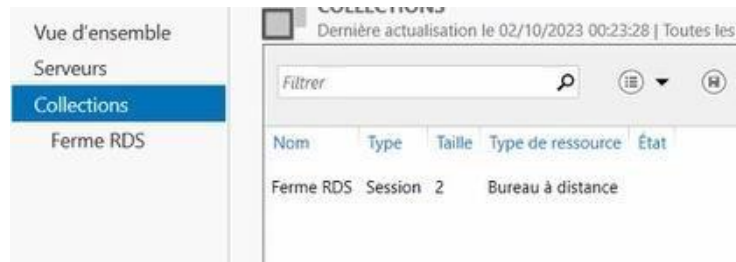 Vue d'ensemble
Serveurs
Collections
Ferme RDS
COLLECTIONS
Dernière actualisation le 02/10/2023 00:23:28 | Toutes les
Filtrer
Nom Type Taille Type de ressource État
Ferme RDS Session 2 Bureau à distance